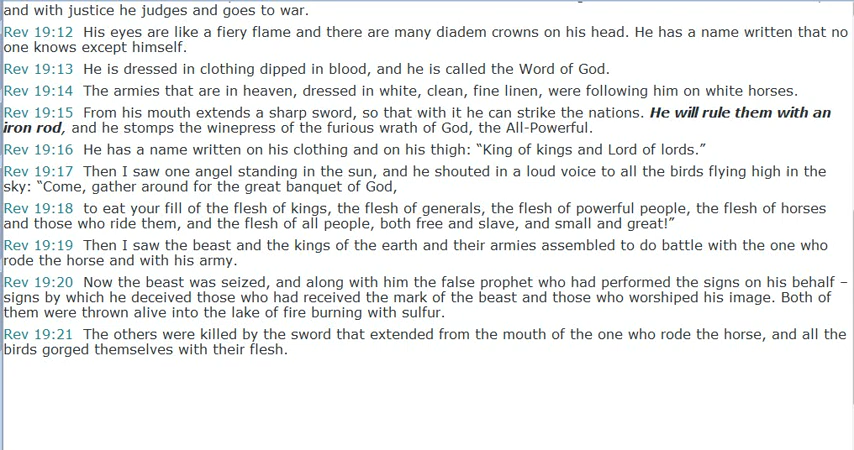 and with justice he judges and goes to war.
Rev 19:12 His eyes are like a fiery flame and there are many diadem crowns on his head. He has a name written that no
one knows except himself.
Rev 19:13 He is dressed in clothing dipped in blood, and he is called the Word of God.
Rev 19:14 The armies that are in heaven, dressed in white, clean, fine linen, were following him on white horses.
Rev 19:15 From his mouth extends a sharp sword, so that with it he can strike the nations. He will rule them with an
iron rod, and he stomps the winepress of the furious wrath of God, the All-Powerful.
Rev 19:16 He has a name written on his clothing and on his thigh: “King of kings and Lord of lords.”
Rev 19:17 Then I saw one angel standing in the sun, and he shouted in a loud voice to all the birds flying high in the
sky: “Come, gather around for the great banquet of God,
Rev 19:18 to eat your fill of the flesh of kings, the flesh of generals, the flesh of powerful people, the flesh of horses
and those who ride them, and the flesh of all people, both free and slave, and small and great!”
Rev 19:19 Then I saw the beast and the kings of the earth and their armies assembled to do battle with the one who
rode the horse and with his army.
Rev 19:20 Now the beast was seized, and along with him the false prophet who had performed the signs on his behalf –
signs by which he deceived those who had received the mark of the beast and those who worshiped his image. Both of
them were thrown alive into the lake of fire burning with sulfur.
Rev 19:21 The others were killed by the sword that extended from the mouth of the one who rode the horse, and all the
birds gorged themselves with their flesh.